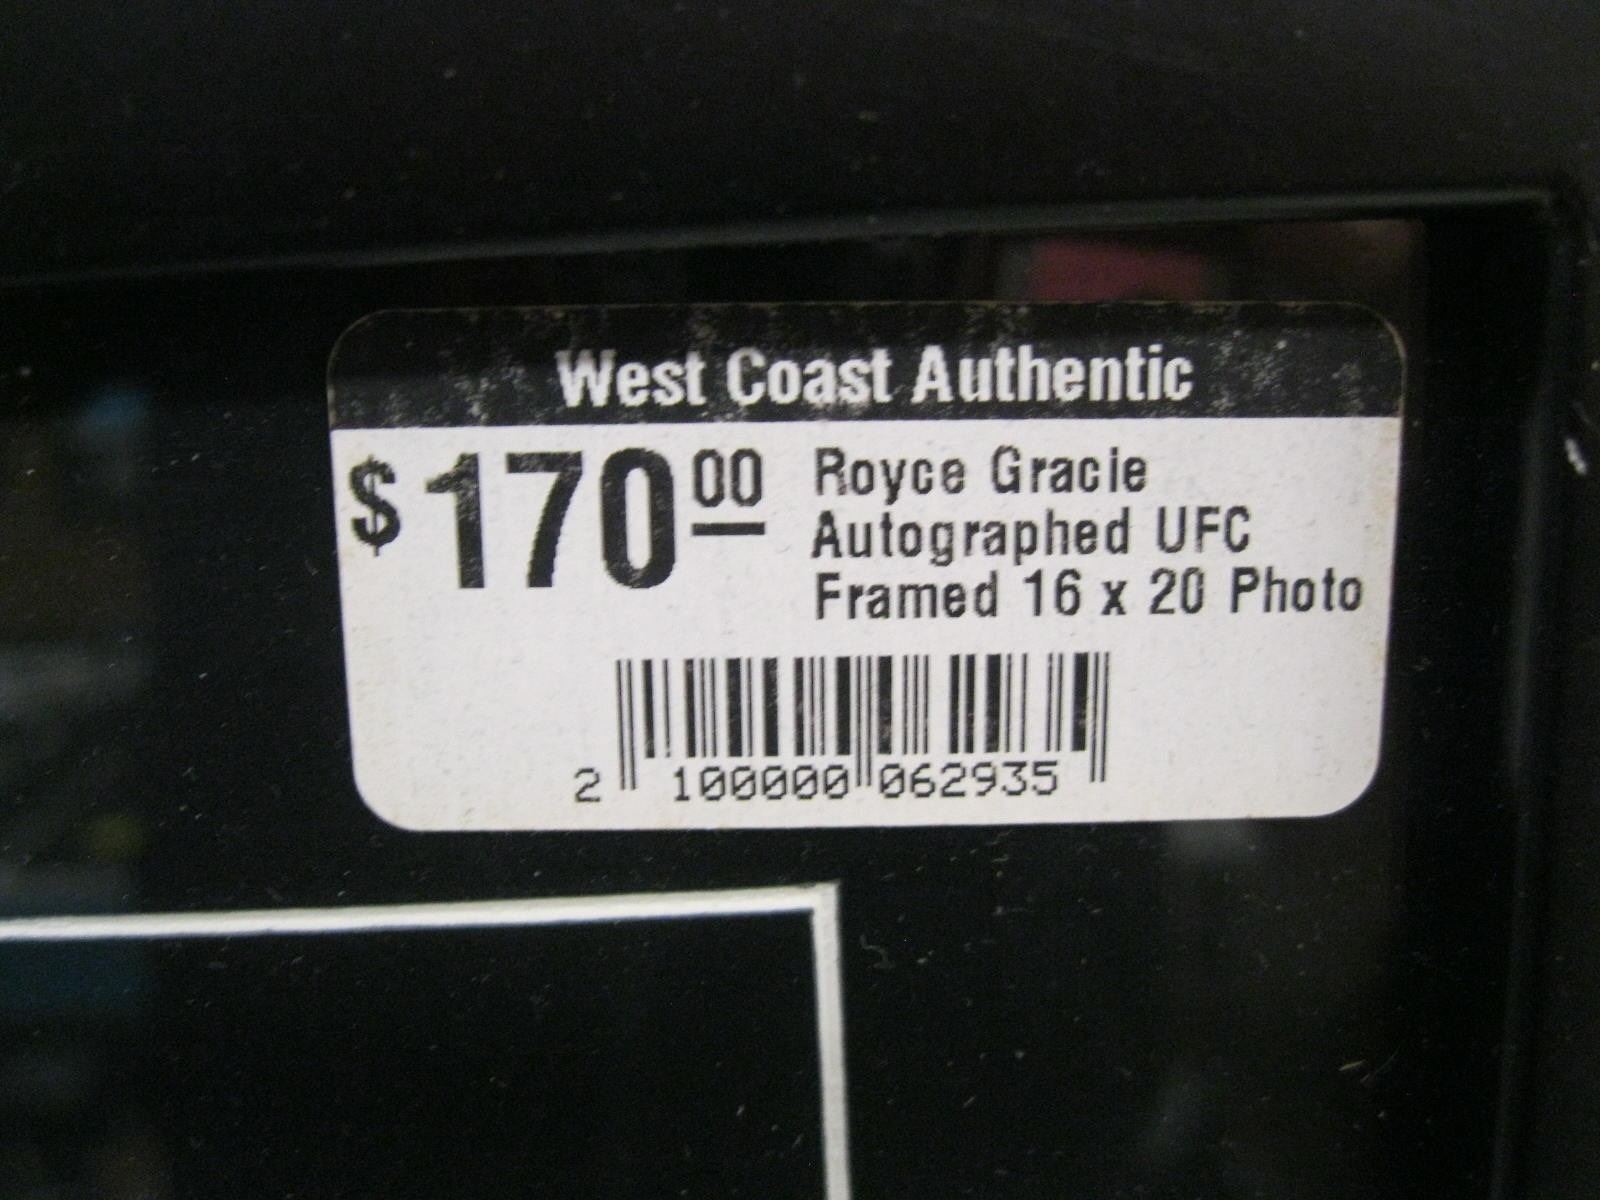 West Coast Authentic
$170.00
Royce Gracie
Autographed UFC
Framed 16 x 20 Photo
2 100000 062935